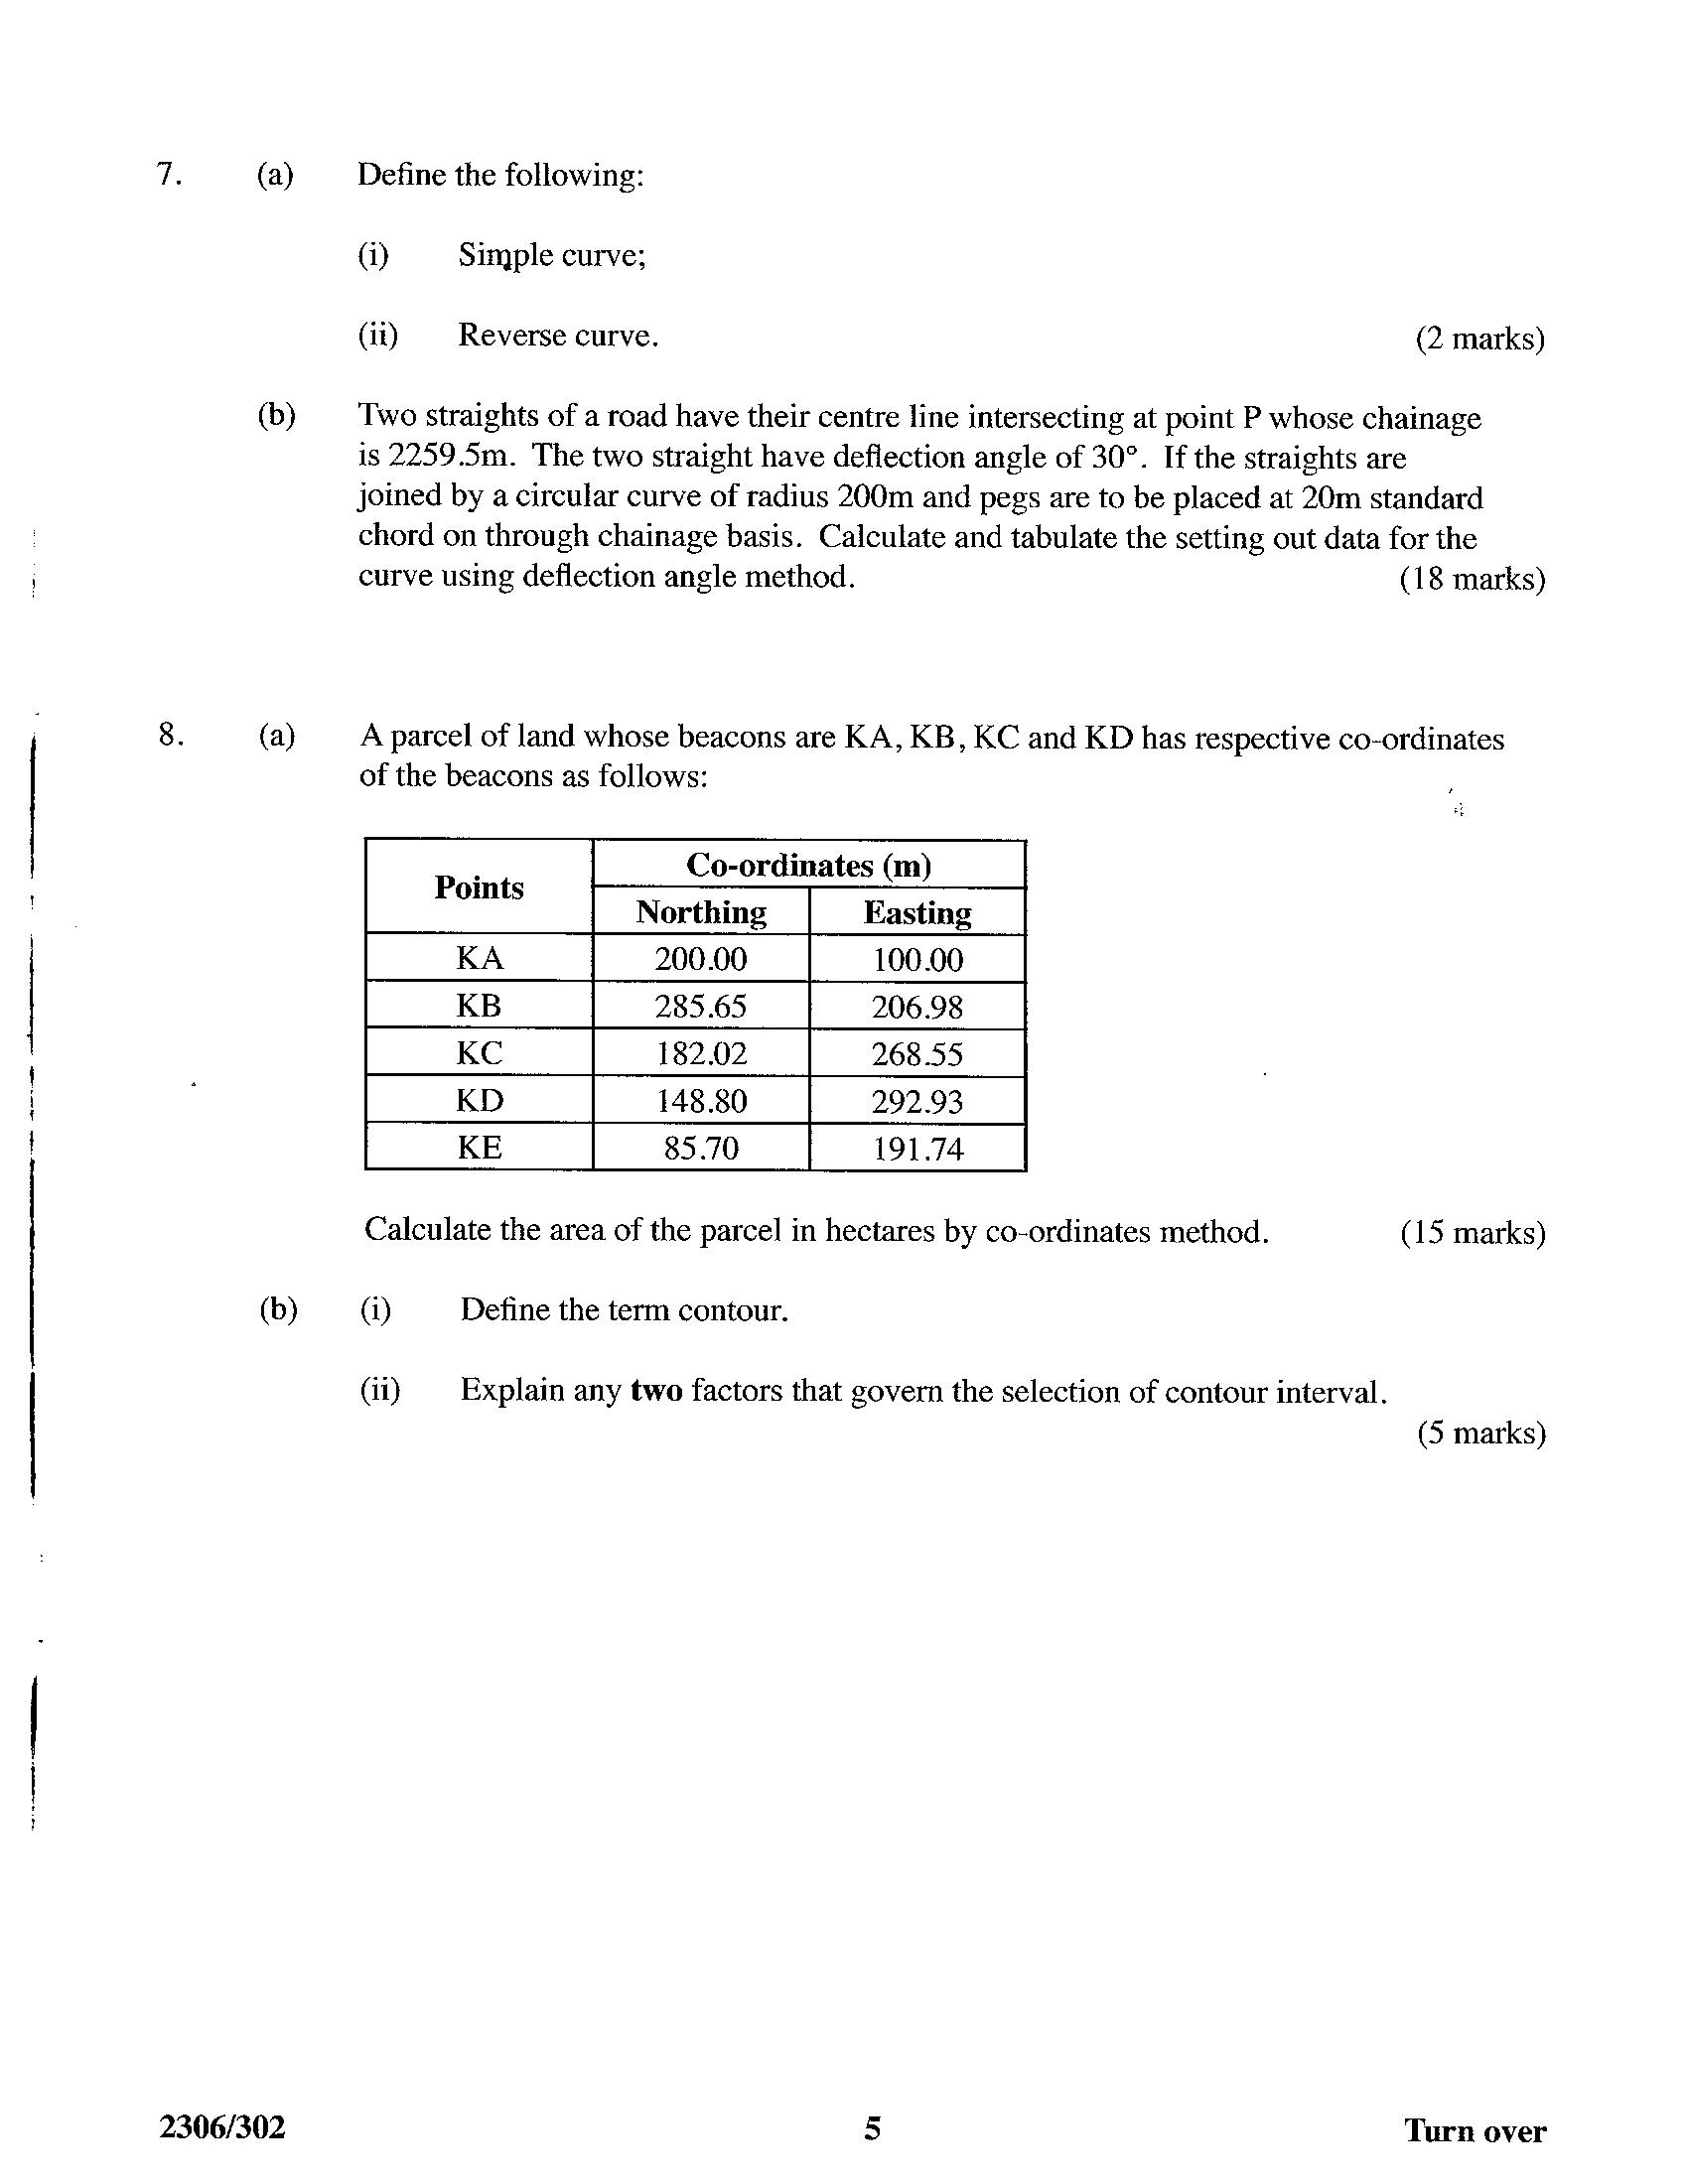 7. (a) Define the following:
(i) Simple curve;
(ii) Reverse curve. (2 marks)
(b) Two straights of a road have their centre line intersecting at point P whose chainage
is 2259.5m. The two straight have deflection angle of 30°. If the straights are
joined by a circular curve of radius 200m and pegs are to be placed at 20m standard
chord on through chainage basis. Calculate and tabulate the setting out data for the
curve using deflection angle method. (18 marks)
8. (a) A parcel of land whose beacons are KA, KB, KC and KD has respective co-ordinates
of the beacons as follows:
Points Co-ordinates (m)
Northing Easting
KA 200.00 100.00
KB 285.65 206.98
KC 182.02 268.55
KD 148.80 292.93
KE 85.70 191.74
Calculate the area of the parcel in hectares by co-ordinates method. (15 marks)
(b) (i) Define the term contour.
(ii) Explain any two factors that govern the selection of contour interval.
(5 marks)
2306/302 5 Turn over